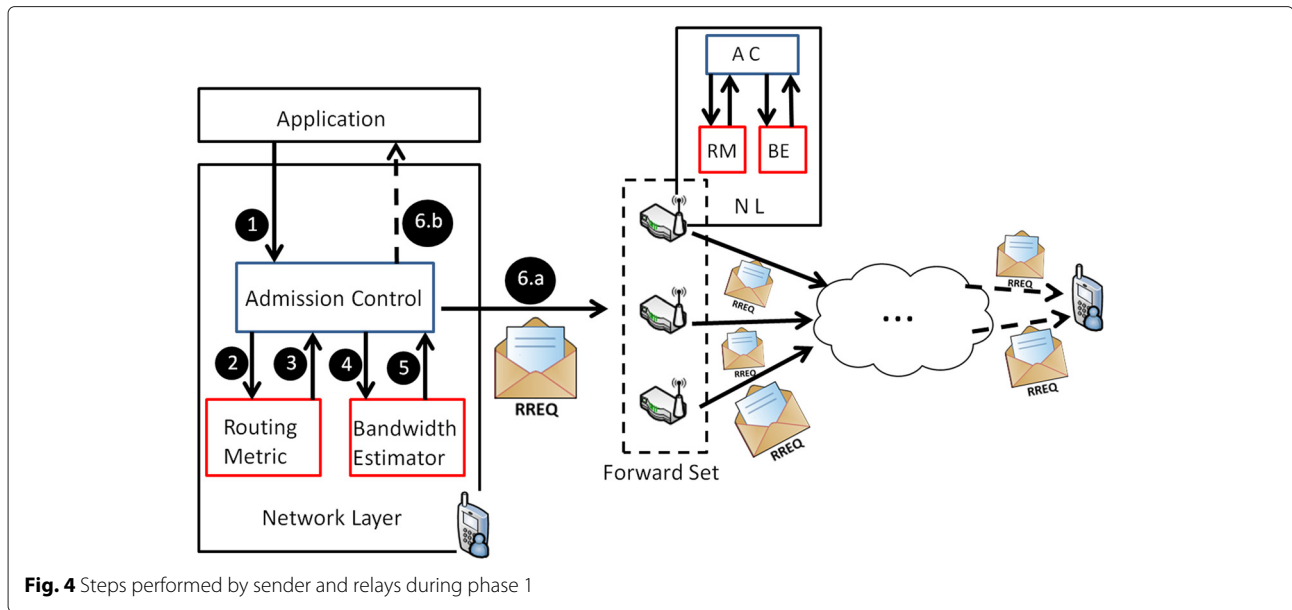 A C
Application
RM
BE
N L
1
6.b
6.a
Admission Control
RREQ
...
RREQ
2
3
4
5
RREQ
RREQ
RREQ
RREQ
Routing
Metric
Bandwidth
Estimator
Forward Set
Network Layer
Fig. 4 Steps performed by sender and relays during phase 1